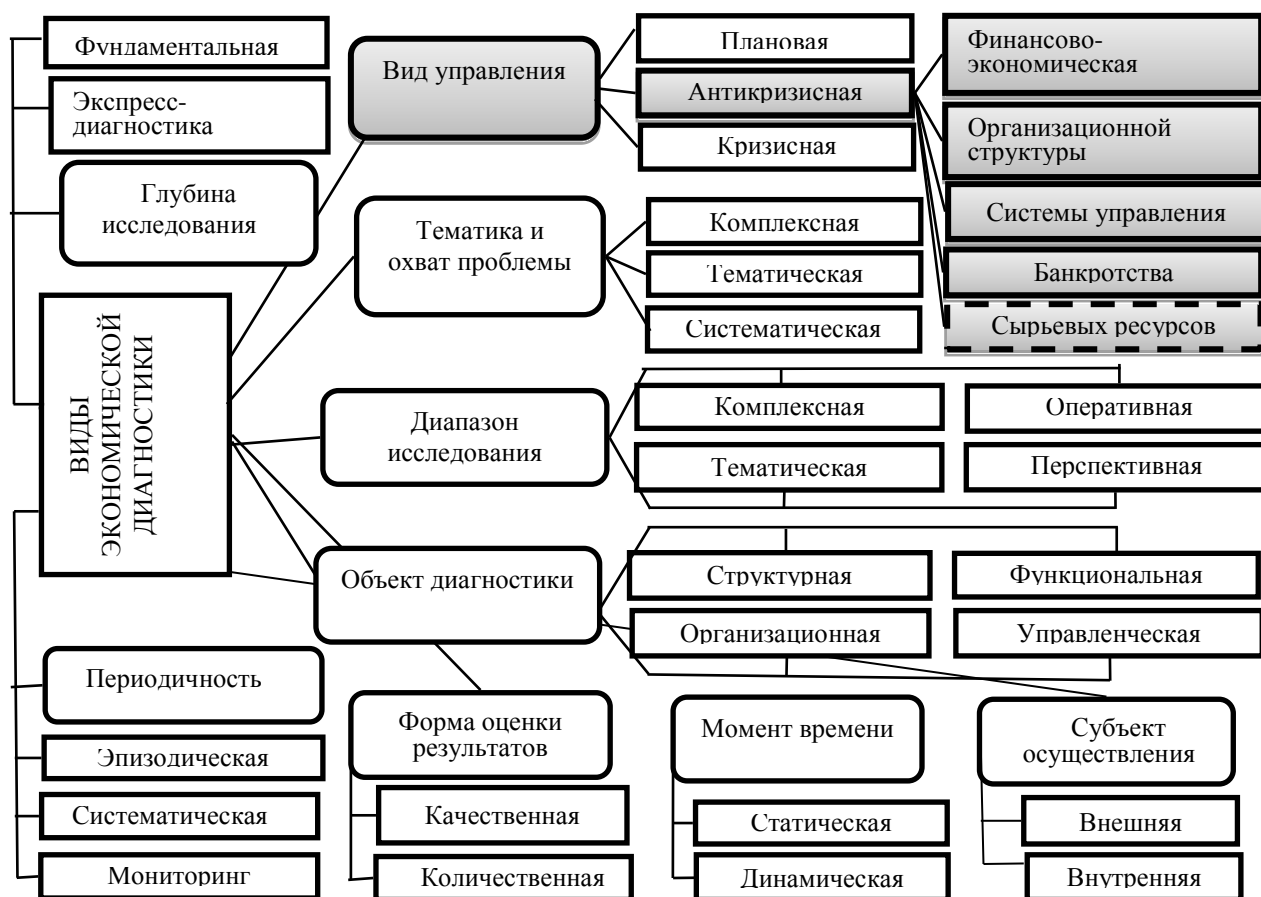 Фундаментальная
Экспресс-
диагностика
Глубина
исследования
ВИДЫ
ЭКОНОМИЧЕСКОЙ
ДИАГНОСТИКИ
Периодичность
Эпизодическая
Систематическая
Мониторинг
Вид управления
Плановая
Антикризисная
Кризисная
Финансово-
экономическая
Организационной
структуры
Системы управления
Банкротства
Сырьевых ресурсов
Тематика и
охват проблемы
Комплексная
Тематическая
Систематическая
Диапазон
исследования
Комплексная
Оперативная
Тематическая
Перспективная
Объект диагностики
Структурная
Функциональная
Организационная
Управленческая
Форма оценки
результатов
Качественная
Количественная
Момент времени
Статическая
Динамическая
Субъект
осуществления
Внешняя
Внутренняя